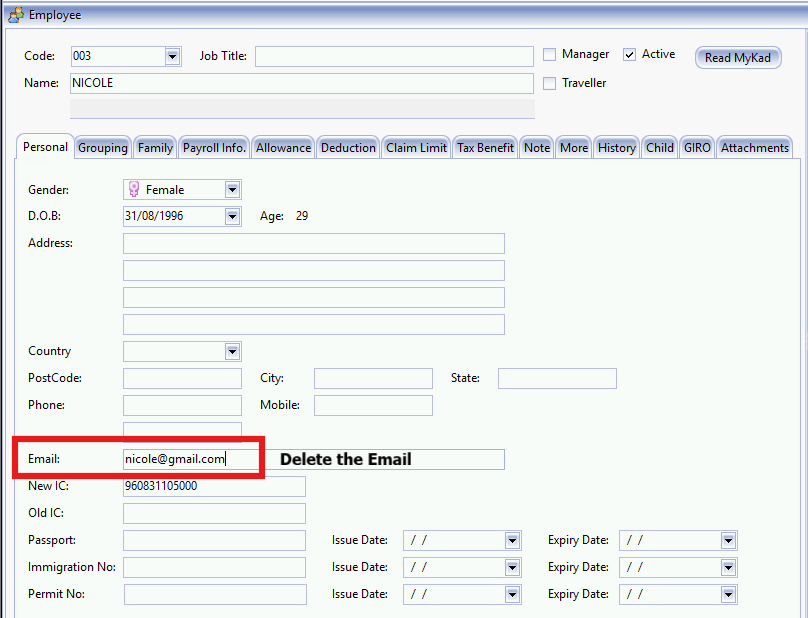 Employee
Code: 003 Job Title: Manager Active Read MyKad
Name: NICOLE Traveller
Personal Grouping Family Payroll Info. Allowance Deduction Claim Limit Tax Benefit Note More History Child GIRO Attachments
Gender: Female
D.O.B: 31/08/1996 Age: 29
Address:
Country
PostCode: City: State:
Phone: Mobile:
Email: nicole@gmail.com Delete the Email
New IC: 960831105000
Old IC:
Passport: Issue Date: / / Expiry Date: / /
Immigration No: Issue Date: / / Expiry Date: / /
Permit No: Issue Date: / / Expiry Date: / /